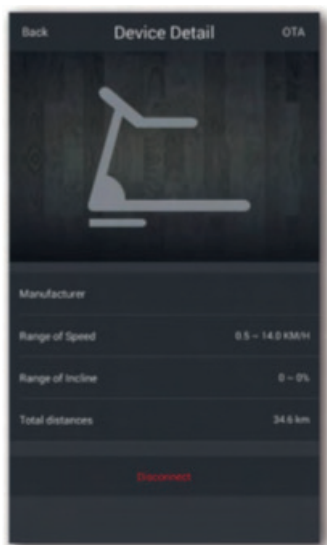 Back Device Detail OTA
Manufacturer
Range of Speed 0.5 ~ 14.0 KM/H
Range of Incline 0 ~ 0%
Total distances 34.6 km
Disconnect